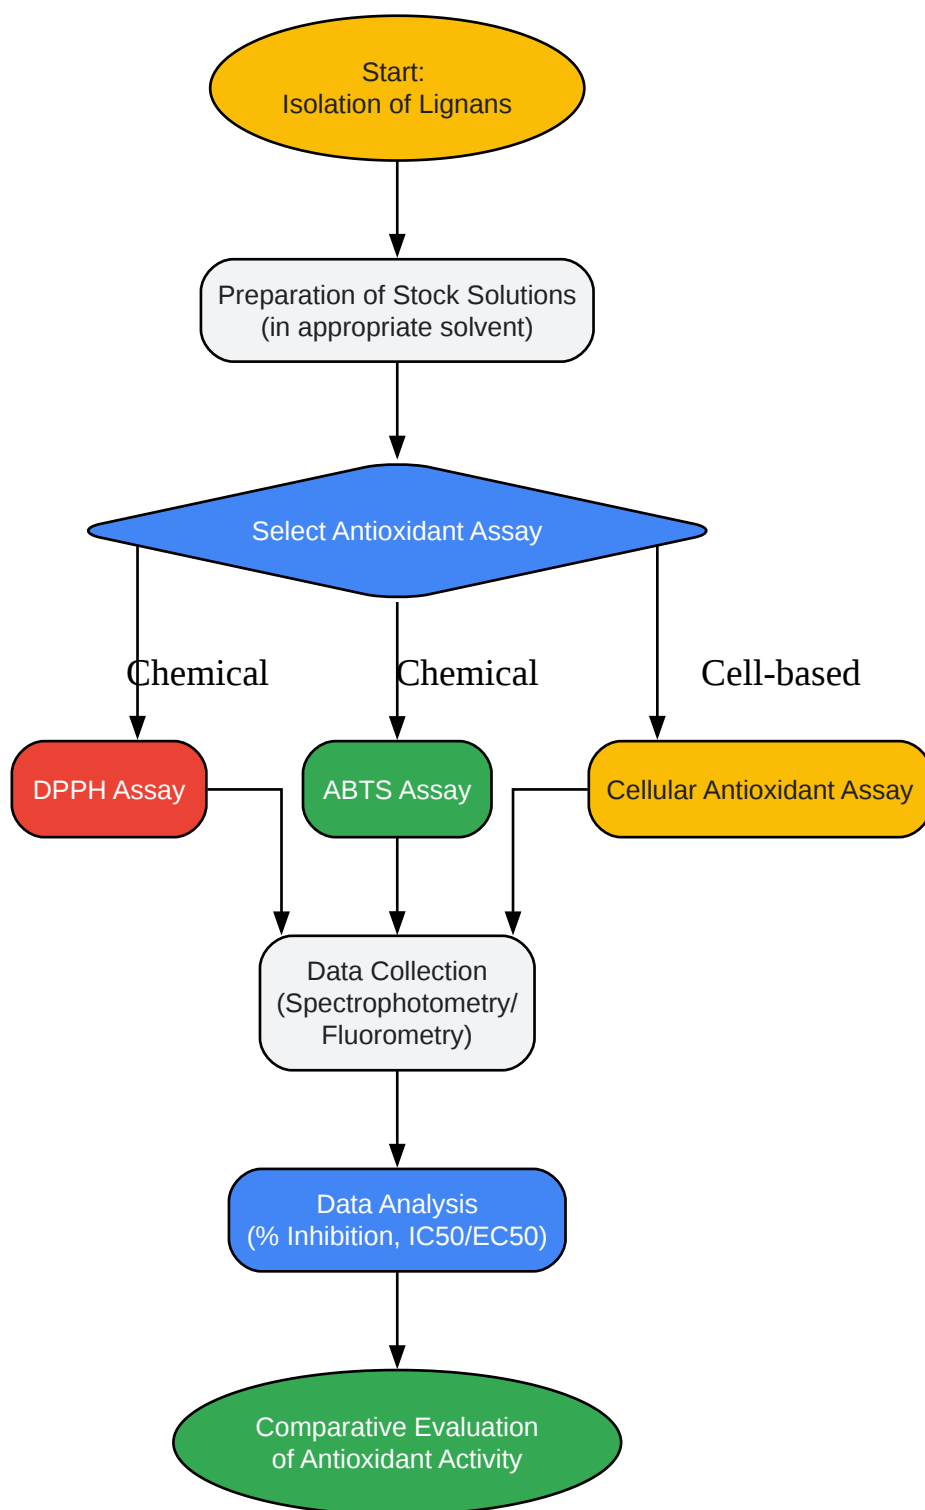 Start:
Isolation of Lignans
Preparation of Stock Solutions
(in appropriate solvent)
Select Antioxidant Assay
Chemical
Chemical
Cell-based
DPPH Assay
ABTS Assay
Cellular Antioxidant Assay
Data Collection
(Spectrophotometry/
Fluorometry)
Data Analysis
(% Inhibition, IC50/EC50)
Comparative Evaluation
of Antioxidant Activity